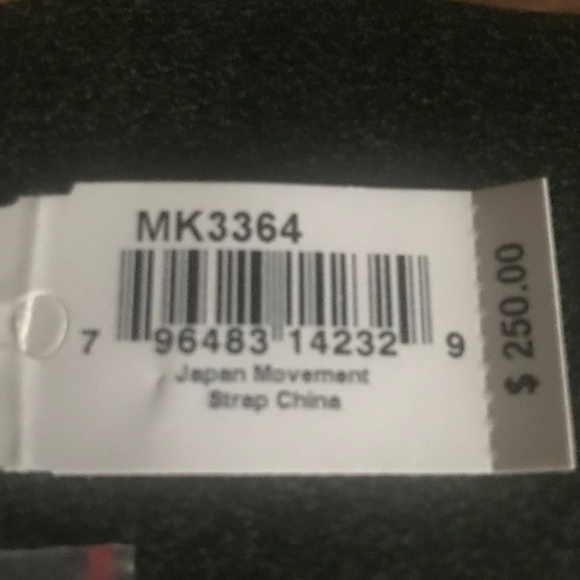 MK3364
7 96483 14232 9
Japan Movement
Strap China
$ 250.00